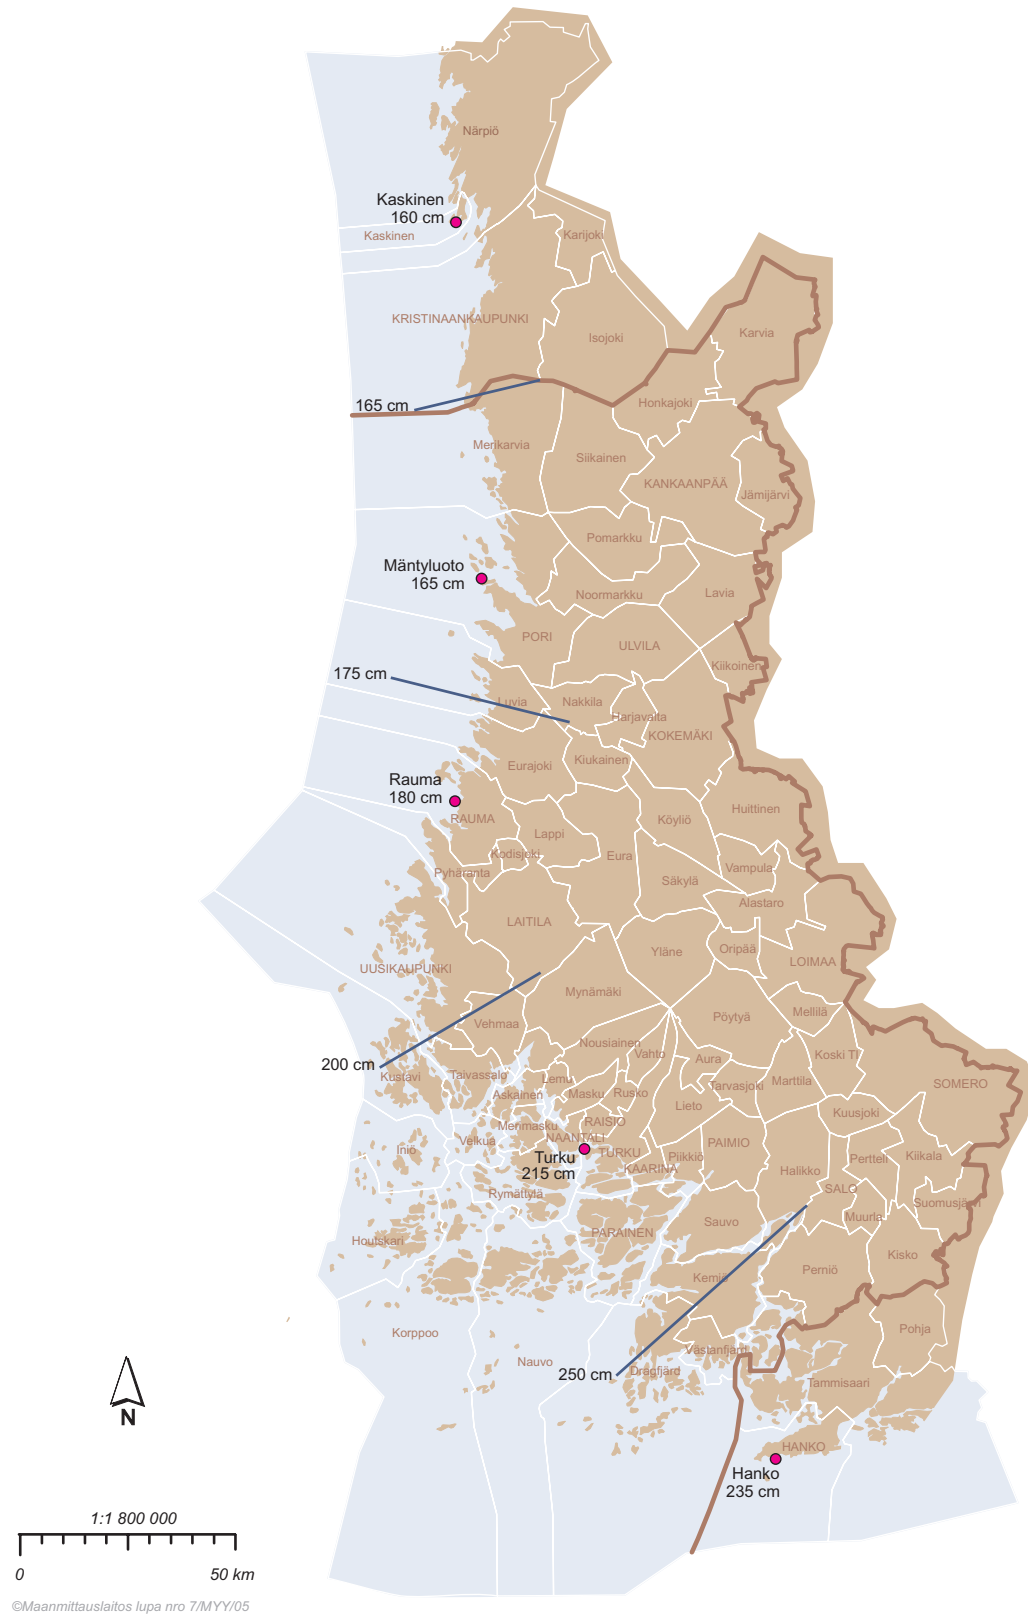 Närpiö
Kaskinen
160 cm
Kaskinen
Karijoki
KRISTINAANKAUPUNKI
Isojoki
Karvia
165 cm
Honkajoki
Merikarvia
Siikainen
KANKAANPÄÄ
Jämijärvi
Pomarkku
Mäntyluoto
165 cm
Noormarkku
Lavia
PORI
ULVILA
Kiikoinen
175 cm
Luvia
Nakkila
Harjavalta
KOKEMÄKI
Eurajoki
Kiukainen
Rauma
180 cm
RAUMA
Huittinen
Köyliö
Lappi
Kodisjoki
Eura
Pyhäranta
Vampula
Säkylä
Alastaro
LAITILA
Yläne
Oripää
LOIMAA
UUSIKAUPUNKI
Mynämäki
Mellilä
Pöytyä
Vehmaa
Nousiainen
Vahto
Aura
Koski Tl
200 cm
Kustavi
Taivassalo
Lemu
Askainen
Masku
Rusko
Tarvasjoki
Marttila
SOMERO
Lieto
Kuusjoki
Merimasku
RAISIO
NAANTALI
Velkua
Iniö
TURKU
PAIMIO
Turku
215 cm
KAARINA
Piikkiö
Halikko
Pertteli
Kiikala
Rymättylä
SALO
Suomusjärvi
Muurla
Sauvo
Houtskari
PARAINEN
Kisko
Perniö
Kemiö
Korppoo
Pohja
Nauvo
Västanfjärd
Dragfjärd
250 cm
Tammisaari
N
HANKO
Hanko
235 cm
1:1 800 000
0
50 km
©Maanmittauslaitos lupa nro 7/MYY/05